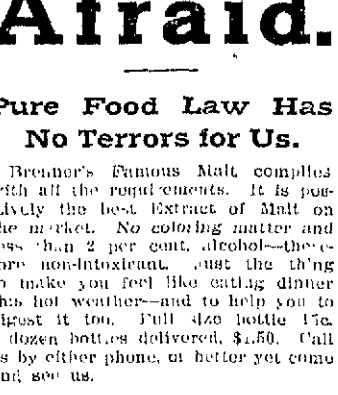 Afraid.
Pure Food Law Has
No Terrors for Us.
Brenner's Famous Malt complies
with all the requirements. It is pos-
itively the best Extract of Malt on
the market. No coloring matter and
less than 2 per cent. alcohol—there-
fore non-intoxicant. Just the thing
to make you feel like eating dinner
this hot weather—and to help you to
digest it too. Full size bottle 15c.
dozen bottles delivered, $1.50. Call
us by either phone, or better yet come
and see us.